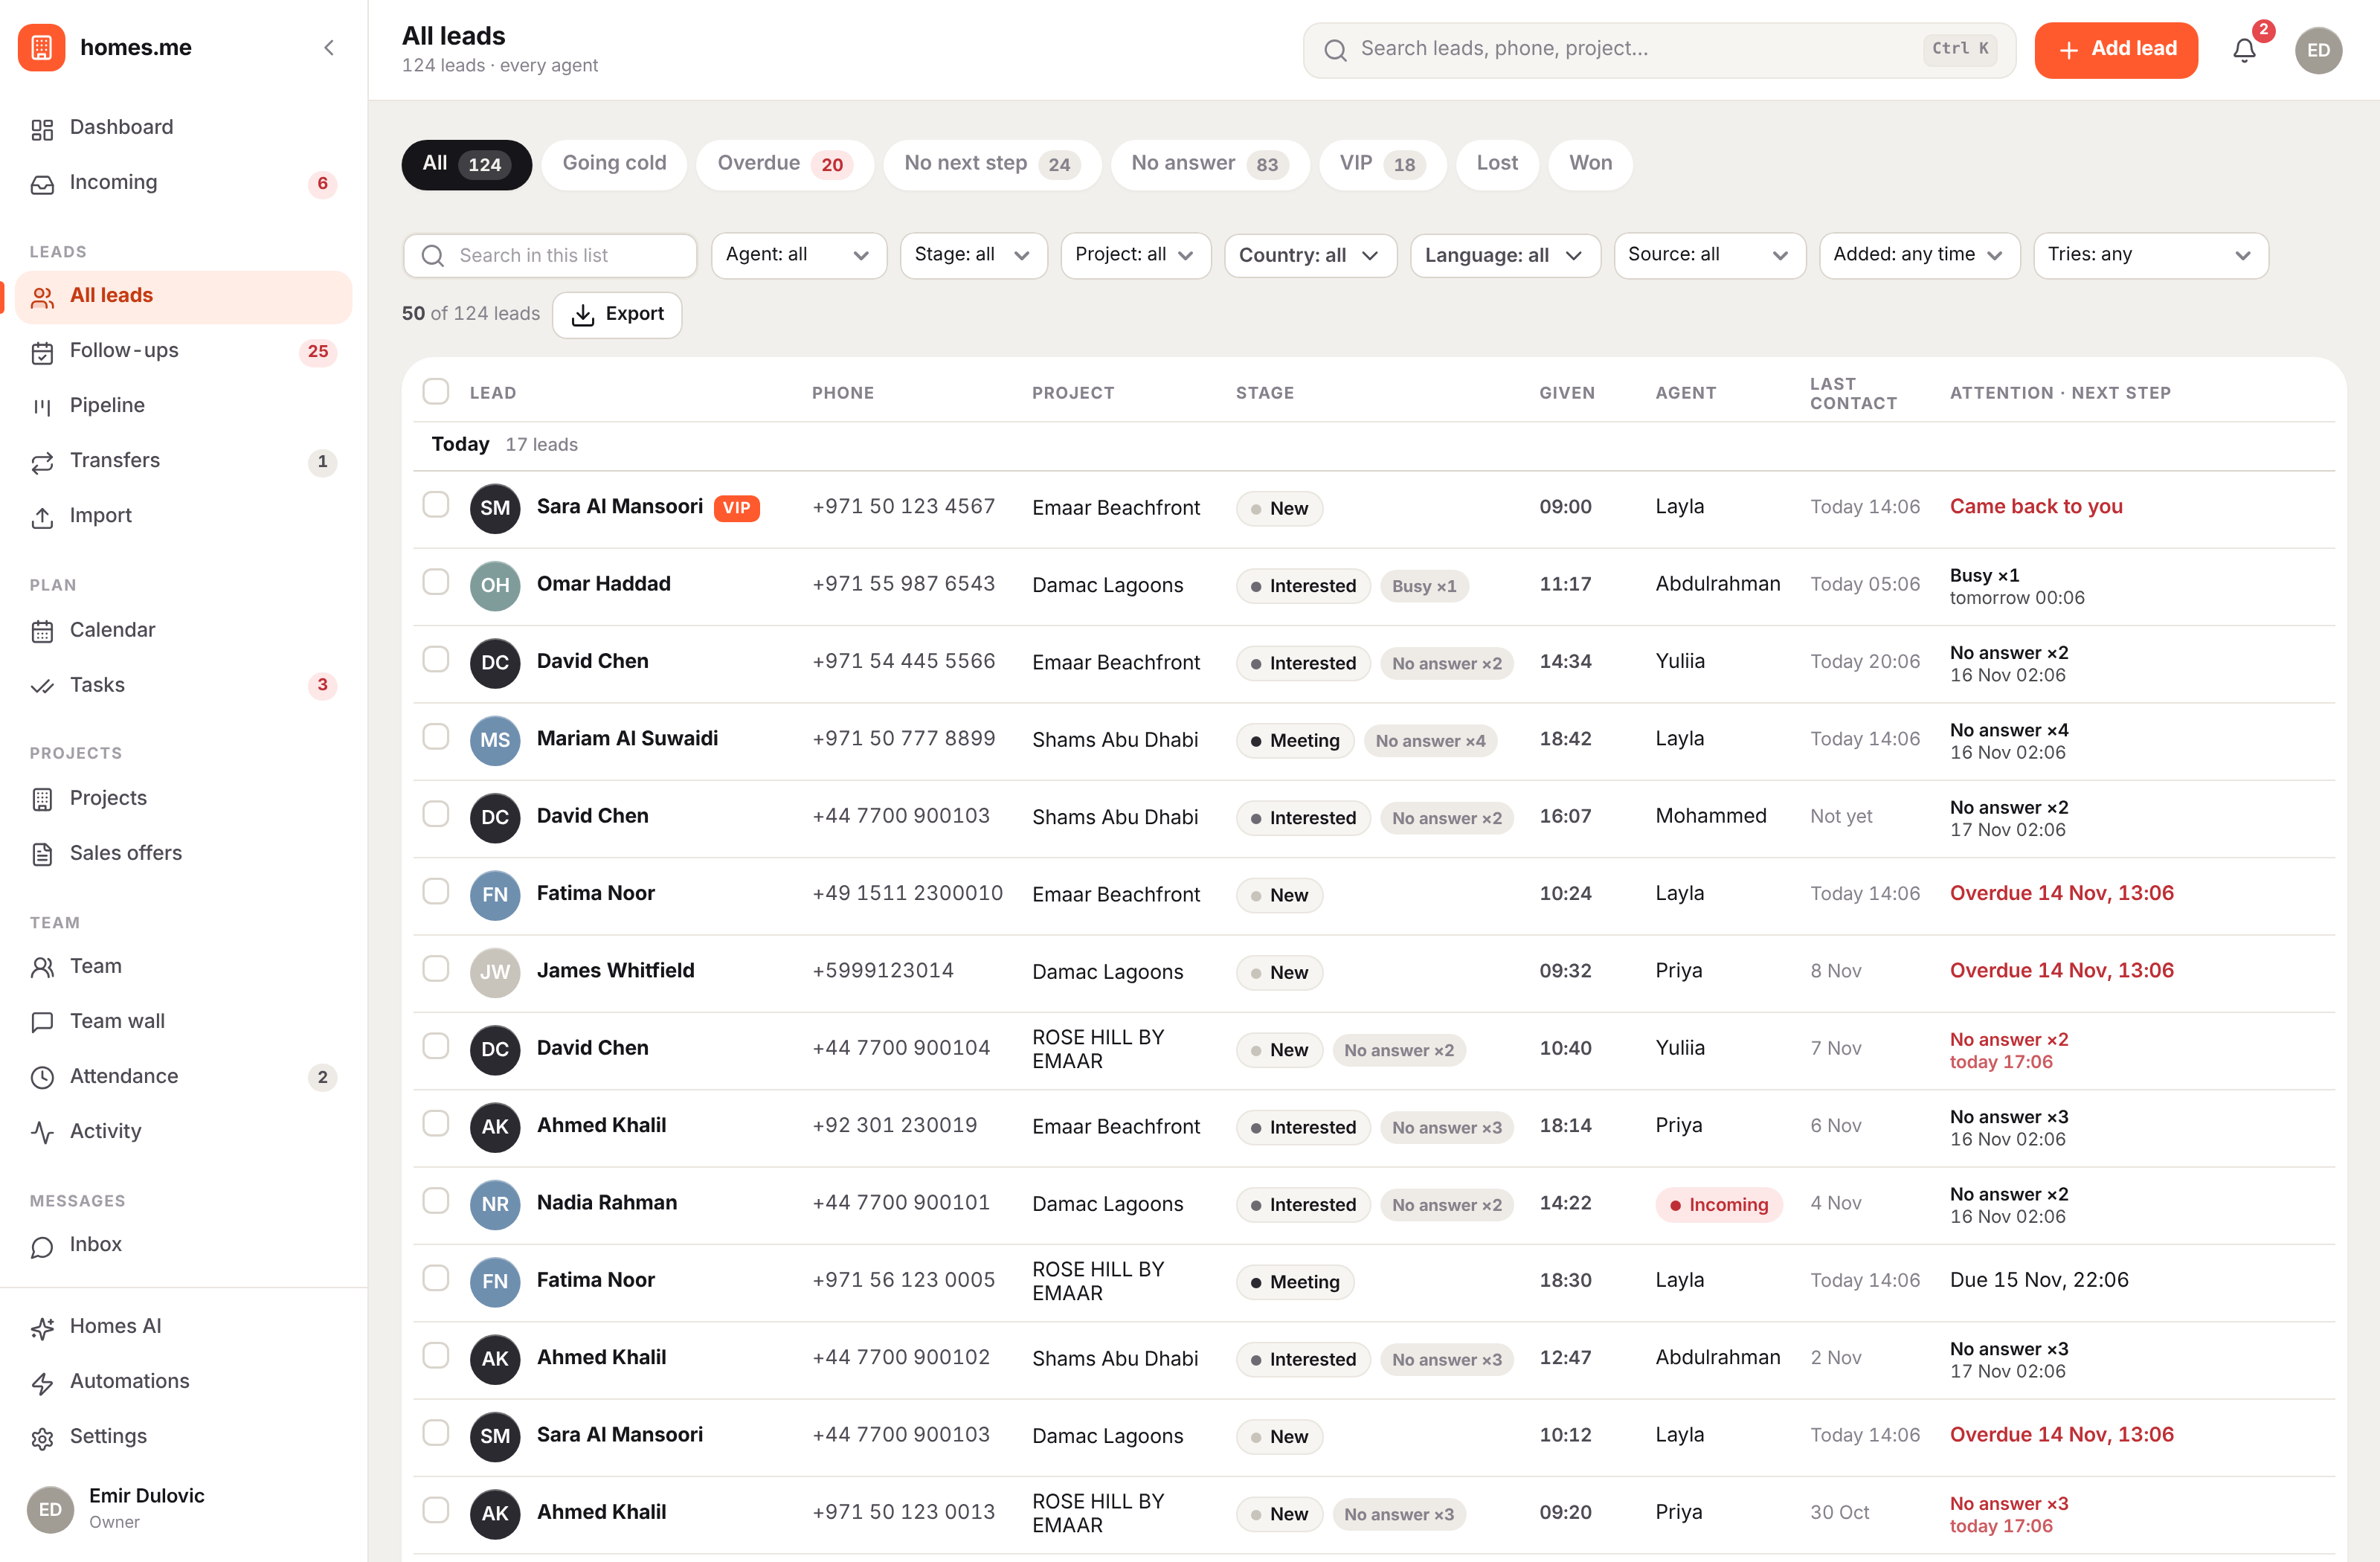 homes.me
Dashboard
Incoming 6
LEADS
All leads
Follow-ups 25
Pipeline
Transfers 1
Import
PLAN
Calendar
Tasks 3
PROJECTS
Projects
Sales offers
TEAM
Team
Team wall
Attendance 2
Activity
MESSAGES
Inbox
Homes AI
Automations
Settings
ED Emir Dulovic
Owner
All leads
124 leads · every agent
Search leads, phone, project... Ctrl K
+ Add lead
2
ED
All 124 Going cold Overdue 20 No next step 24 No answer 83 VIP 18 Lost Won
Search in this list Agent: all Stage: all Project: all Country: all Language: all Source: all Added: any time Tries: any
50 of 124 leads Export
LEAD PHONE PROJECT STAGE GIVEN AGENT LAST CONTACT ATTENTION · NEXT STEP
Today 17 leads
SM Sara Al Mansoori VIP +971 50 123 4567 Emaar Beachfront New 09:00 Layla Today 14:06 Came back to you
OH Omar Haddad +971 55 987 6543 Damac Lagoons Interested Busy ×1 11:17 Abdulrahman Today 05:06 Busy ×1
tomorrow 00:06
DC David Chen +971 54 445 5566 Emaar Beachfront Interested No answer ×2 14:34 Yuliia Today 20:06 No answer ×2
16 Nov 02:06
MS Mariam Al Suwaidi +971 50 777 8899 Shams Abu Dhabi Meeting No answer ×4 18:42 Layla Today 14:06 No answer ×4
16 Nov 02:06
DC David Chen +44 7700 900103 Shams Abu Dhabi Interested No answer ×2 16:07 Mohammed Not yet No answer ×2
17 Nov 02:06
FN Fatima Noor +49 1511 2300010 Emaar Beachfront New 10:24 Layla Today 14:06 Overdue 14 Nov, 13:06
JW James Whitfield +5999123014 Damac Lagoons New 09:32 Priya 8 Nov Overdue 14 Nov, 13:06
DC David Chen +44 7700 900104 ROSE HILL BY EMAAR New No answer ×2 10:40 Yuliia 7 Nov No answer ×2
today 17:06
AK Ahmed Khalil +92 301 230019 Emaar Beachfront Interested No answer ×3 18:14 Priya 6 Nov No answer ×3
16 Nov 02:06
NR Nadia Rahman +44 7700 900101 Damac Lagoons Interested No answer ×2 14:22 Incoming 4 Nov No answer ×2
16 Nov 02:06
FN Fatima Noor +971 56 123 0005 ROSE HILL BY EMAAR Meeting 18:30 Layla Today 14:06 Due 15 Nov, 22:06
AK Ahmed Khalil +44 7700 900102 Shams Abu Dhabi Interested No answer ×3 12:47 Abdulrahman 2 Nov No answer ×3
17 Nov 02:06
SM Sara Al Mansoori +44 7700 900103 Damac Lagoons New 10:12 Layla Today 14:06 Overdue 14 Nov, 13:06
AK Ahmed Khalil +971 50 123 0013 ROSE HILL BY EMAAR New No answer ×3 09:20 Priya 30 Oct No answer ×3
today 17:06